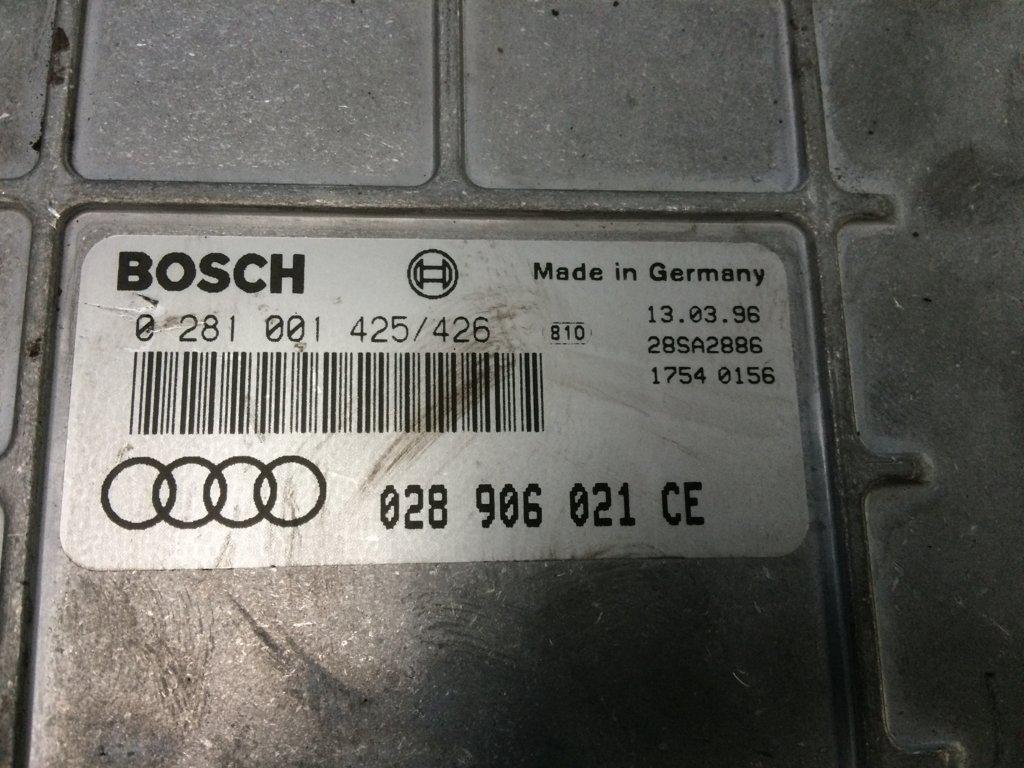 BOSCH
Made in Germany
0 281 001 425/426
810
13.03.96
28SA2886
1754 0156
028 906 021 CE